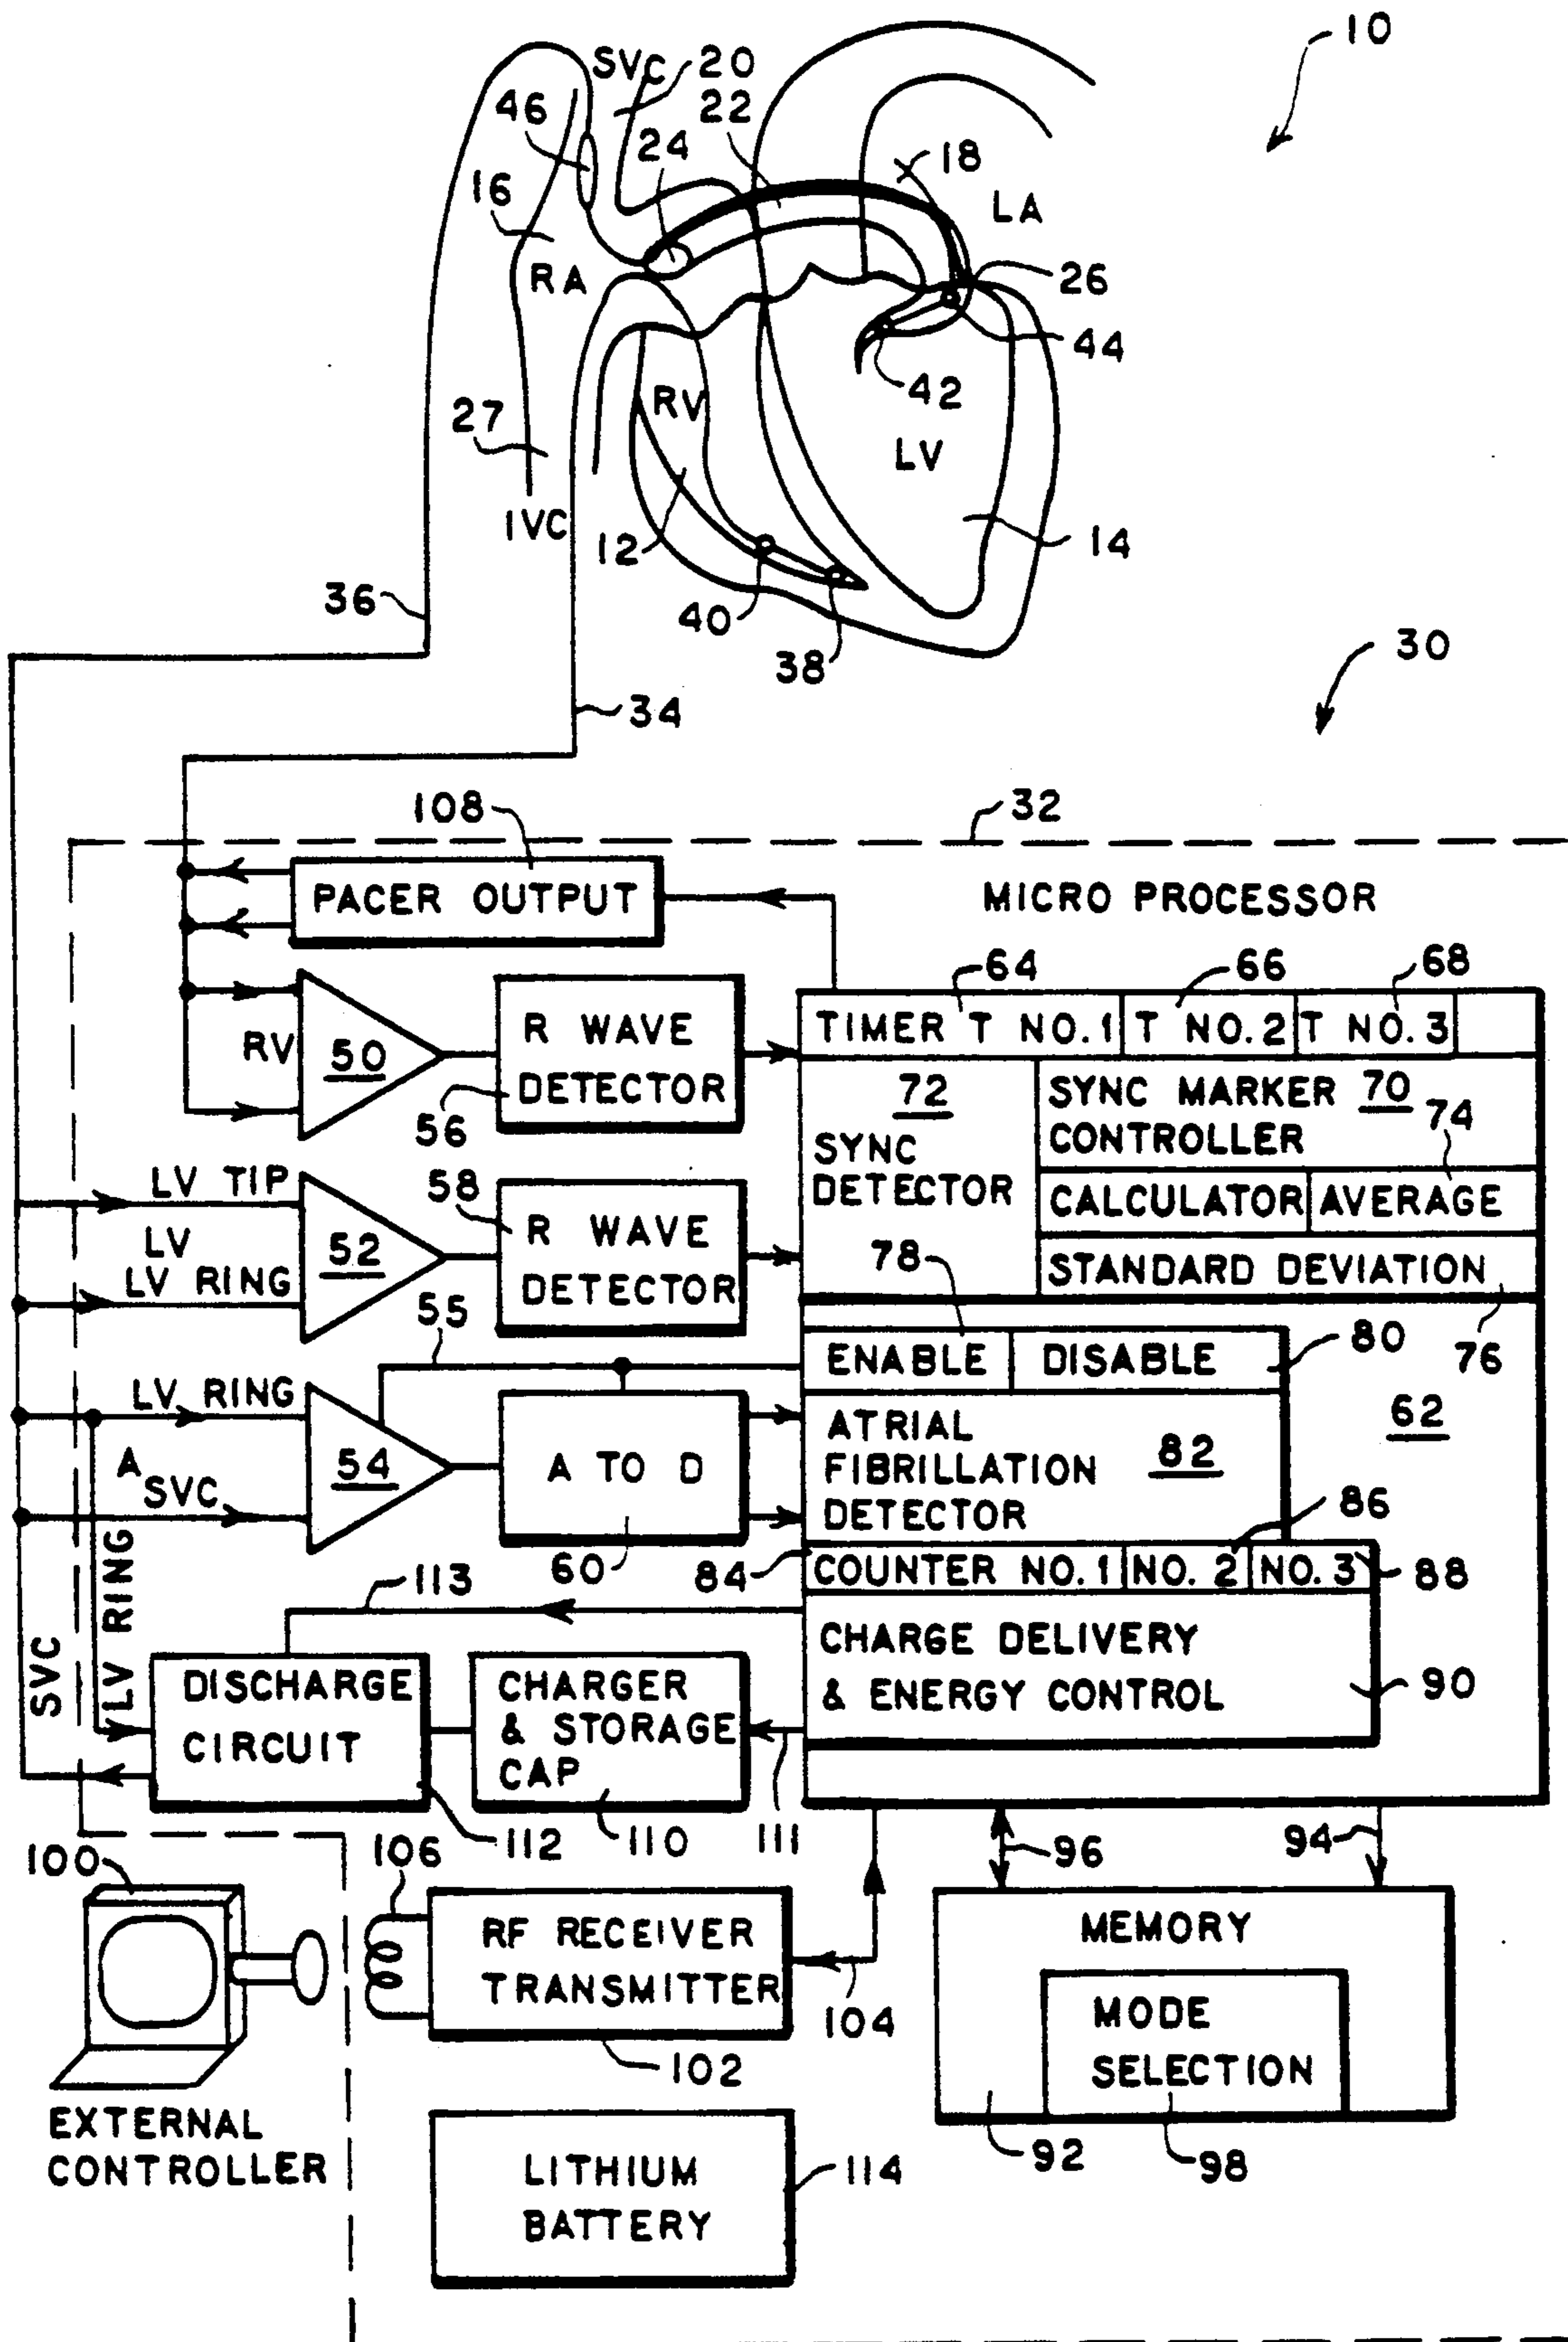 10
SVC 20
46
22
24
18
16
LA
RA
26
44
42
27
RV
LV
IVC
12
14
36
40
38
30
34
108
32
PACER OUTPUT
MICRO PROCESSOR
64
66
68
TIMER T NO. 1 T NO. 2 T NO. 3
RV
50
R WAVE
DETECTOR
56
72
SYNC
DETECTOR
SYNC MARKER 70
CONTROLLER
74
CALCULATOR AVERAGE
STANDARD DEVIATION
76
LV TIP
LV
LV RING
52
58
R WAVE
DETECTOR
78
55
ENABLE DISABLE
80
62
LV RING
A
SVC
54
A TO D
60
ATRIAL
FIBRILLATION
DETECTOR
82
86
84
COUNTER NO. 1 NO. 2 NO. 3
88
113
SVC
LV RING
DISCHARGE
CIRCUIT
112
CHARGER
& STORAGE
CAP
110
111
CHARGE DELIVERY
& ENERGY CONTROL
90
96
94
100
106
RF RECEIVER
TRANSMITTER
104
102
MEMORY
MODE
SELECTION
92
98
EXTERNAL
CONTROLLER
LITHIUM
BATTERY
114